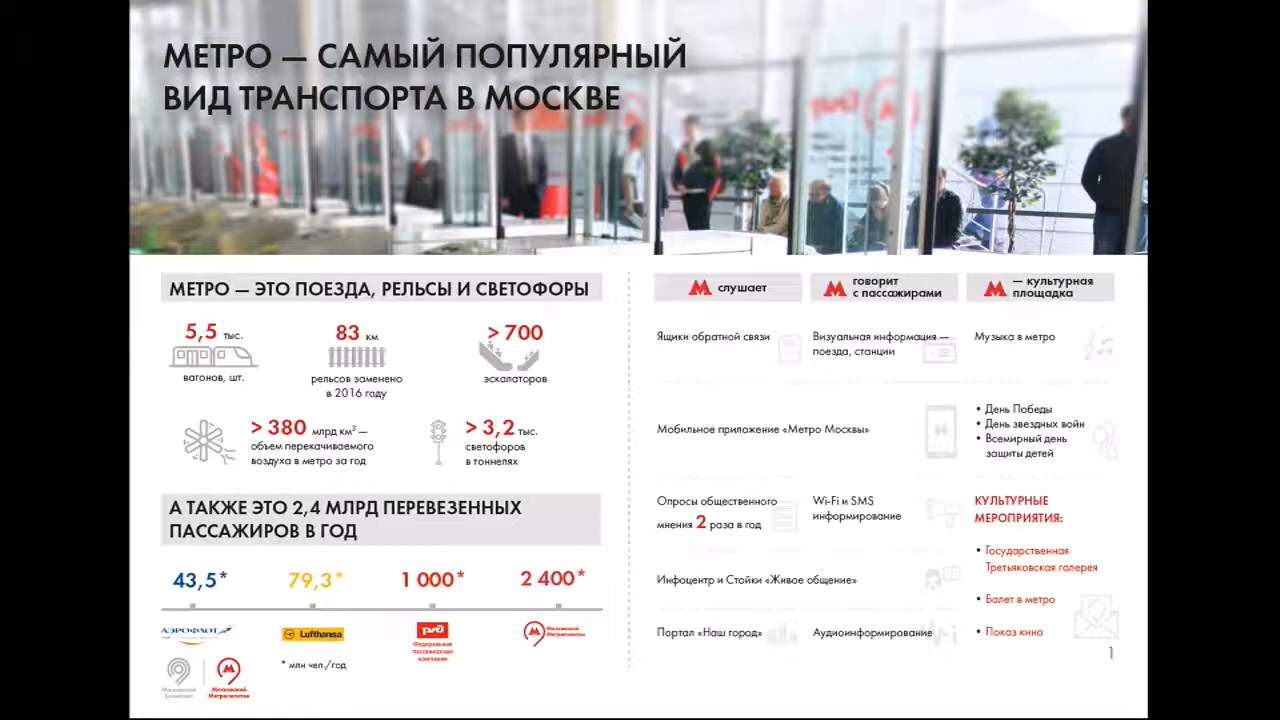 МЕТРО — САМЫЙ ПОПУЛЯРНЫЙ
ВИД ТРАНСПОРТА В МОСКВЕ
МЕТРО — ЭТО ПОЕЗДА, РЕЛЬСЫ И СВЕТОФОРЫ
5,5 тыс.
вагонов, шт.
83 км
рельсов заменено
в 2016 году
> 700
эскалаторов
> 380 млрд км³ —
объем перекачиваемого
воздуха в метро за год
> 3,2 тыс.
светофоров
в тоннелях
А ТАКЖЕ ЭТО 2,4 МЛРД ПЕРЕВЕЗЕННЫХ
ПАССАЖИРОВ В ГОД
43,5*
79,3*
1 000*
2 400*
АЭРОФЛОТ
Lufthansa
РЖД
Федеральная
пассажирская
компания
Московский
Метрополитен
* млн чел./год
Московский
Транспорт
Московский
Метрополитен
М слушает
М говорит
с пассажирами
М — культурная
площадка
Ящики обратной связи
Визуальная информация —
поезда, станции
Музыка в метро
Мобильное приложение «Метро Москвы»
• День Победы
• День звездных войн
• Всемирный день
защиты детей
Опросы общественного
мнения 2 раза в год
Wi-Fi и SMS
информирование
КУЛЬТУРНЫЕ
МЕРОПРИЯТИЯ:
• Государственная
Третьяковская галерея
Инфоцентр и Стойки «Живое общение»
• Балет в метро
Портал «Наш город»
Аудиоинформирование
• Показ кино
1